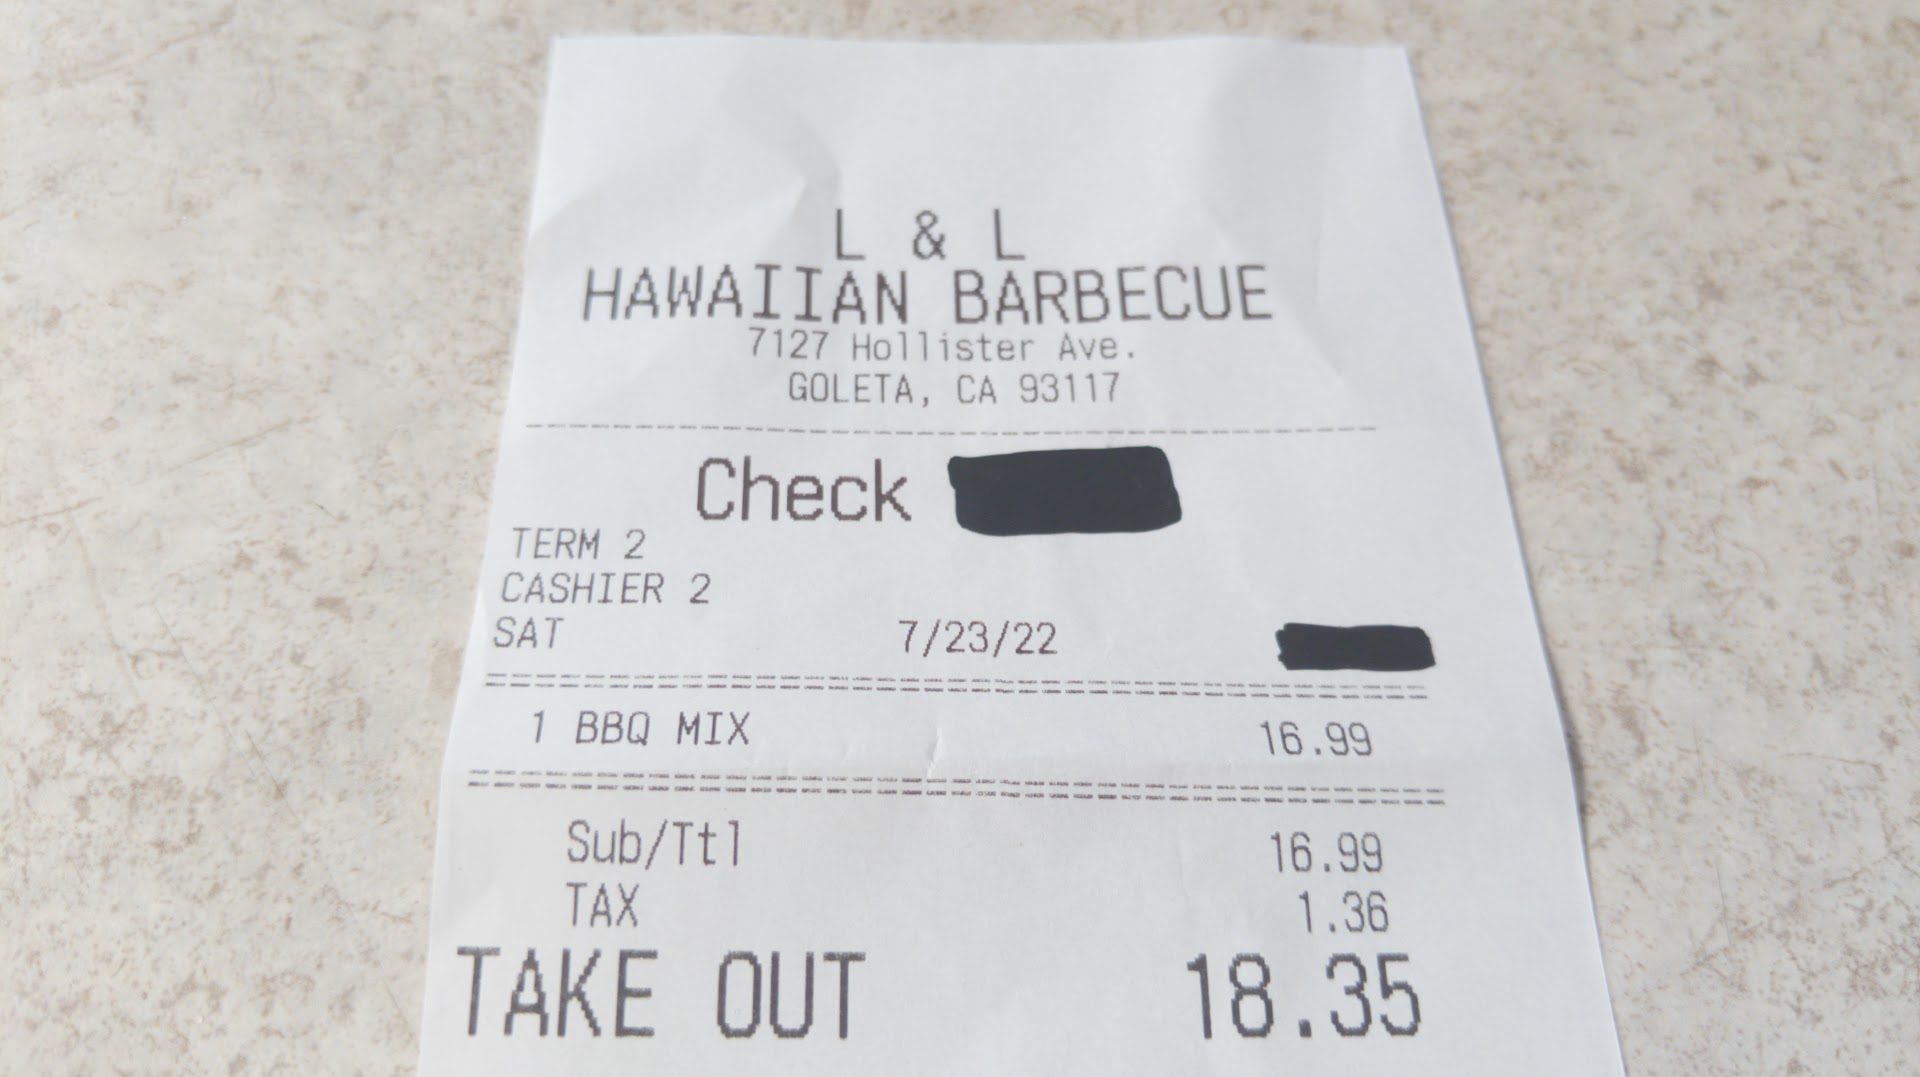 L & L
HAWAIIAN BARBECUE
7127 Hollister Ave.
GOLETA, CA 93117
Check
TERM 2
CASHIER 2
SAT 7/23/22
1 BBQ MIX 16.99
Sub/Ttl 16.99
TAX 1.36
TAKE OUT 18.35